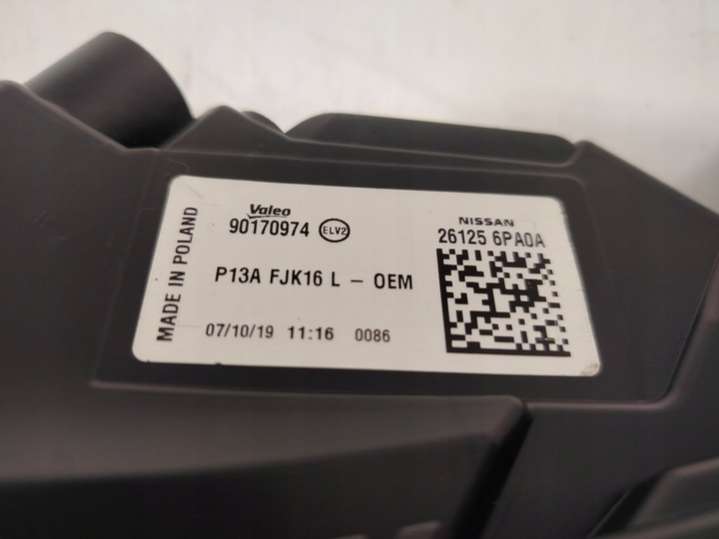 MADE IN POLAND
Valeo
90170974 ELV2
P13A FJK16 L - OEM
07/10/19 11:16 0086
NISSAN
26125 6PA0A